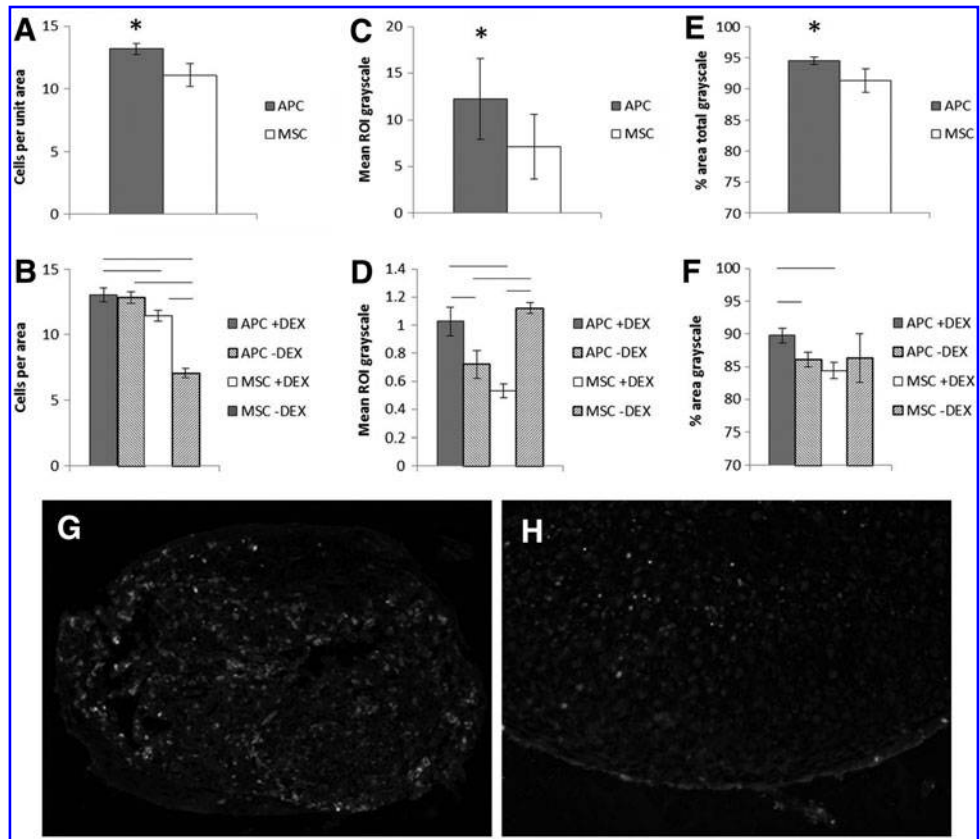 A
*
Cells per unit area
15
10
5
0
APC
MSC
C
*
Mean ROI grayscale
20
15
10
5
0
APC
MSC
E
*
% area total grayscale
100
95
90
85
80
75
70
APC
MSC
B
Cells per area
15
10
5
0
APC +DEX
APC -DEX
MSC +DEX
MSC -DEX
D
Mean ROI grayscale
1.4
1.2
1
0.8
0.6
0.4
0.2
0
APC +DEX
APC -DEX
MSC +DEX
MSC -DEX
F
% area grayscale
100
95
90
85
80
75
70
APC +DEX
APC -DEX
MSC +DEX
MSC -DEX
G
H